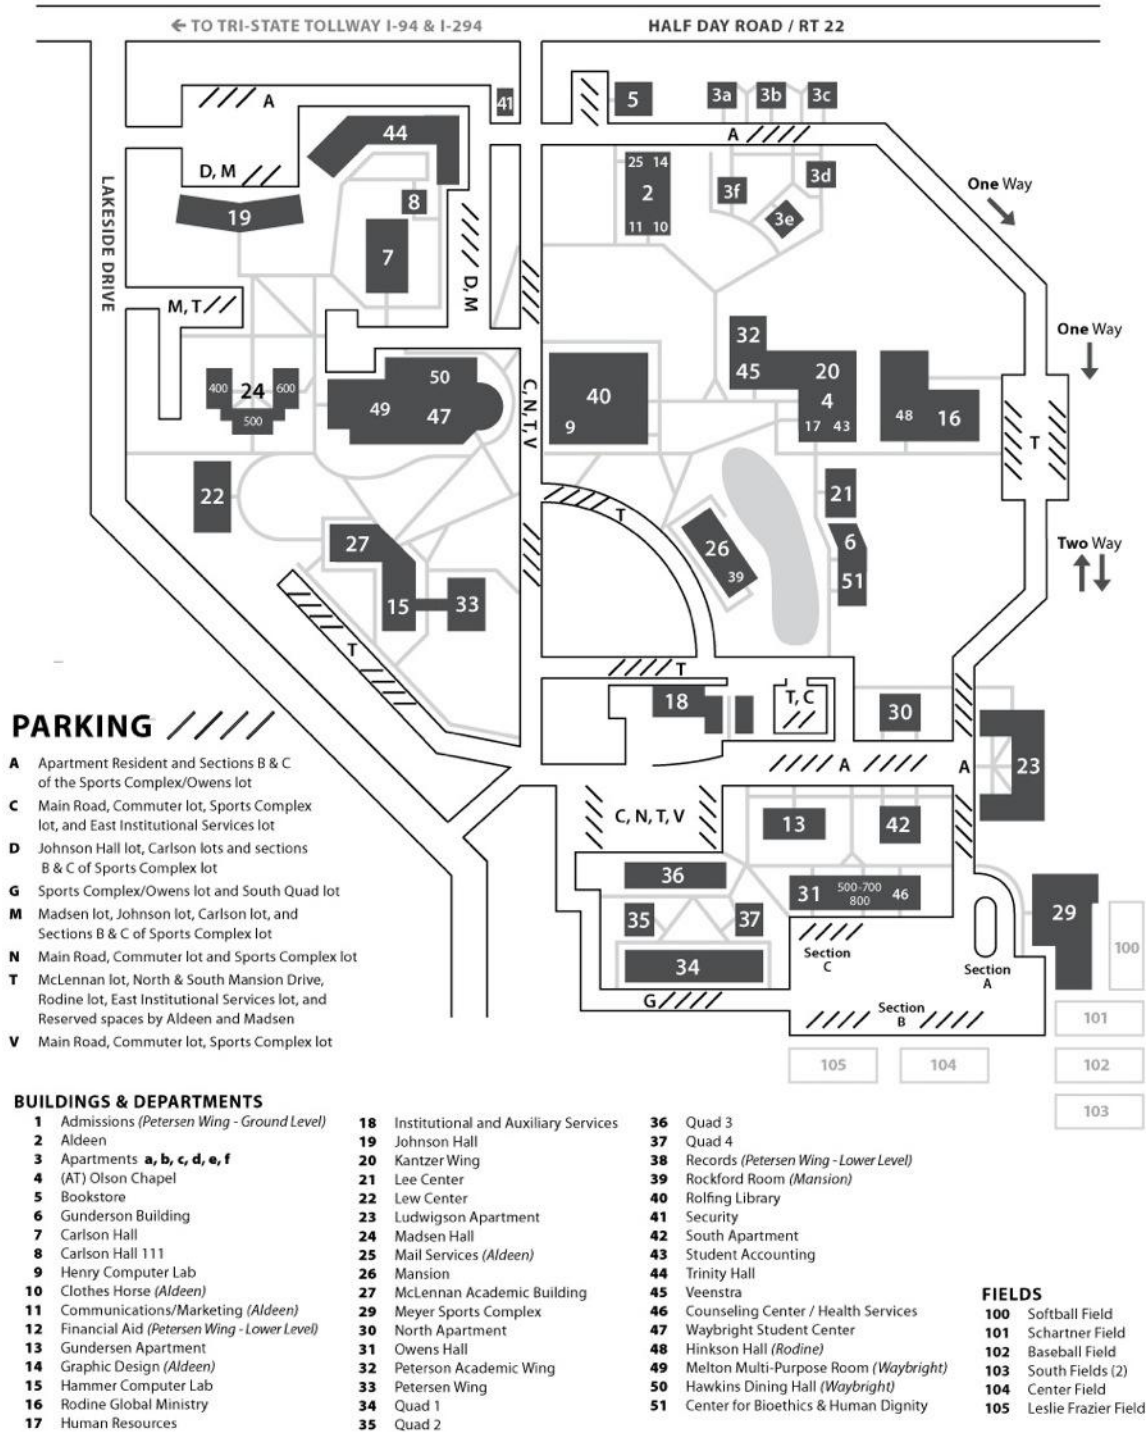 ← TO TRI-STATE TOLLWAY I-94 & I-294
HALF DAY ROAD / RT 22
A
41
5
3a
3b
3c
44
A
D, M
25 14
2
11 10
3f
3d
3e
One Way
8
19
7
LAKESIDE DRIVE
D, M
M, T
32
45
20
4
17 43
One Way
50
49
47
400
24
600
500
C, N, T, V
40
9
48
16
T
22
21
T
27
26
39
6
51
Two Way
15
33
T
T
18
T, C
30
23
A
A
C, N, T, V
13
42
36
31
500-700
800
46
35
37
29
100
34
Section
C
Section
A
G
Section
B
101
105
104
102
103
PARKING
A Apartment Resident and Sections B & C
of the Sports Complex/Owens lot
C Main Road, Commuter lot, Sports Complex
lot, and East Institutional Services lot
D Johnson Hall lot, Carlson lots and sections
B & C of Sports Complex lot
G Sports Complex/Owens lot and South Quad lot
M Madsen lot, Johnson lot, Carlson lot, and
Sections B & C of Sports Complex lot
N Main Road, Commuter lot and Sports Complex lot
T McLennan lot, North & South Mansion Drive,
Rodine lot, East Institutional Services lot, and
Reserved spaces by Aldeen and Madsen
V Main Road, Commuter lot, Sports Complex lot
BUILDINGS & DEPARTMENTS
1 Admissions (Petersen Wing - Ground Level)
2 Aldeen
3 Apartments a, b, c, d, e, f
4 (AT) Olson Chapel
5 Bookstore
6 Gunderson Building
7 Carlson Hall
8 Carlson Hall 111
9 Henry Computer Lab
10 Clothes Horse (Aldeen)
11 Communications/Marketing (Aldeen)
12 Financial Aid (Petersen Wing - Lower Level)
13 Gundersen Apartment
14 Graphic Design (Aldeen)
15 Hammer Computer Lab
16 Rodine Global Ministry
17 Human Resources
18 Institutional and Auxiliary Services
19 Johnson Hall
20 Kantzer Wing
21 Lee Center
22 Lew Center
23 Ludwigson Apartment
24 Madsen Hall
25 Mail Services (Aldeen)
26 Mansion
27 McLennan Academic Building
29 Meyer Sports Complex
30 North Apartment
31 Owens Hall
32 Peterson Academic Wing
33 Petersen Wing
34 Quad 1
35 Quad 2
36 Quad 3
37 Quad 4
38 Records (Petersen Wing - Lower Level)
39 Rockford Room (Mansion)
40 Rolfing Library
41 Security
42 South Apartment
43 Student Accounting
44 Trinity Hall
45 Veenstra
46 Counseling Center / Health Services
47 Waybright Student Center
48 Hinkson Hall (Rodine)
49 Melton Multi-Purpose Room (Waybright)
50 Hawkins Dining Hall (Waybright)
51 Center for Bioethics & Human Dignity
FIELDS
100 Softball Field
101 Schartner Field
102 Baseball Field
103 South Fields (2)
104 Center Field
105 Leslie Frazier Field